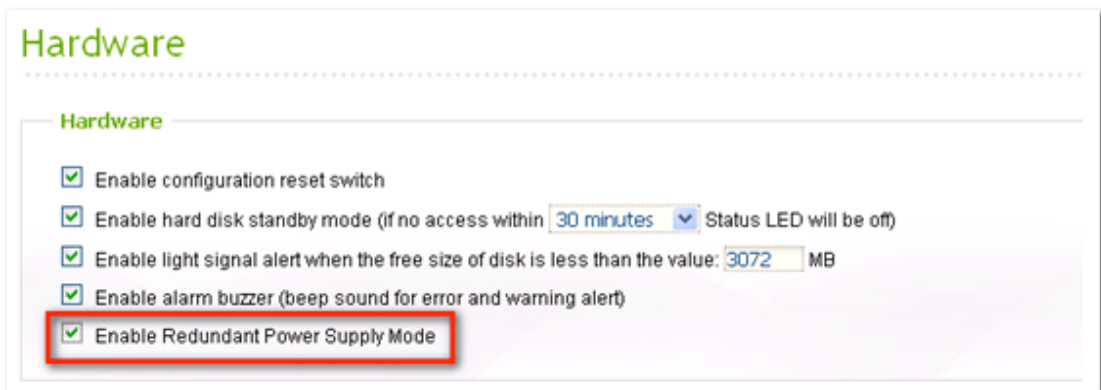 Hardware
Hardware
Enable configuration reset switch
Enable hard disk standby mode (if no access within 30 minutes Status LED will be off)
Enable light signal alert when the free size of disk is less than the value: 3072 MB
Enable alarm buzzer (beep sound for error and warning alert)
Enable Redundant Power Supply Mode